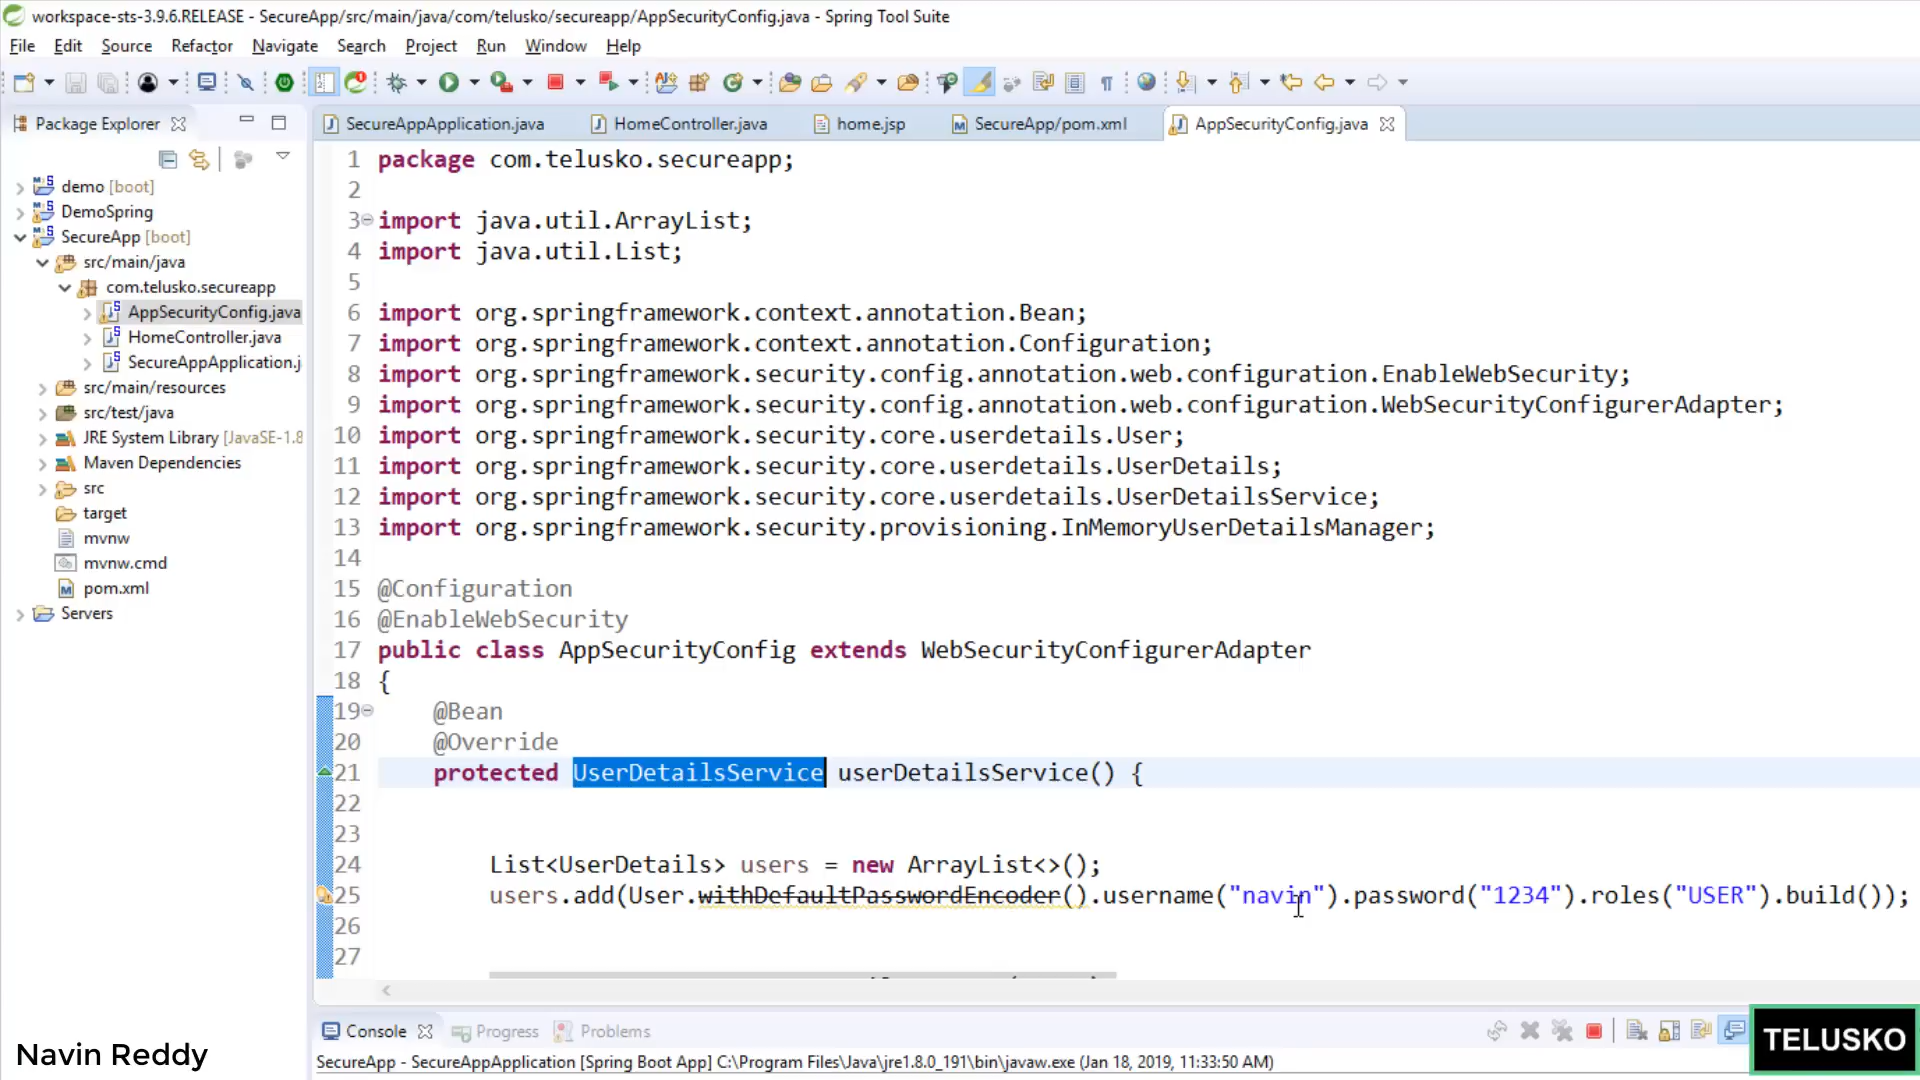 workspace-sts-3.9.6.RELEASE - SecureApp/src/main/java/com/telusko/secureapp/AppSecurityConfig.java - Spring Tool Suite
File Edit Source Refactor Navigate Search Project Run Window Help
Package Explorer
SecureAppApplication.java HomeController.java home.jsp SecureApp/pom.xml AppSecurityConfig.java
demo [boot]
DemoSpring
SecureApp [boot]
src/main/java
com.telusko.secureapp
AppSecurityConfig.java
HomeController.java
SecureAppApplication.j
src/main/resources
src/test/java
JRE System Library [JavaSE-1.8
Maven Dependencies
src
target
mvnw
mvnw.cmd
pom.xml
Servers
1 package com.telusko.secureapp;
2
3 import java.util.ArrayList;
4 import java.util.List;
5
6 import org.springframework.context.annotation.Bean;
7 import org.springframework.context.annotation.Configuration;
8 import org.springframework.security.config.annotation.web.configuration.EnableWebSecurity;
9 import org.springframework.security.config.annotation.web.configuration.WebSecurityConfigurerAdapter;
10 import org.springframework.security.core.userdetails.User;
11 import org.springframework.security.core.userdetails.UserDetails;
12 import org.springframework.security.core.userdetails.UserDetailsService;
13 import org.springframework.security.provisioning.InMemoryUserDetailsManager;
14
15 @Configuration
16 @EnableWebSecurity
17 public class AppSecurityConfig extends WebSecurityConfigurerAdapter
18 {
19 @Bean
20 @Override
21 protected UserDetailsService userDetailsService() {
22
23
24 List<UserDetails> users = new ArrayList<>();
25 users.add(User.withDefaultPasswordEncoder().username("navin").password("1234").roles("USER").build());
26
27
Console Progress Problems
SecureApp - SecureAppApplication [Spring Boot App] C:\Program Files\Java\jre1.8.0_191\bin\javaw.exe (Jan 18, 2019, 11:33:50 AM)
Navin Reddy
TELUSKO